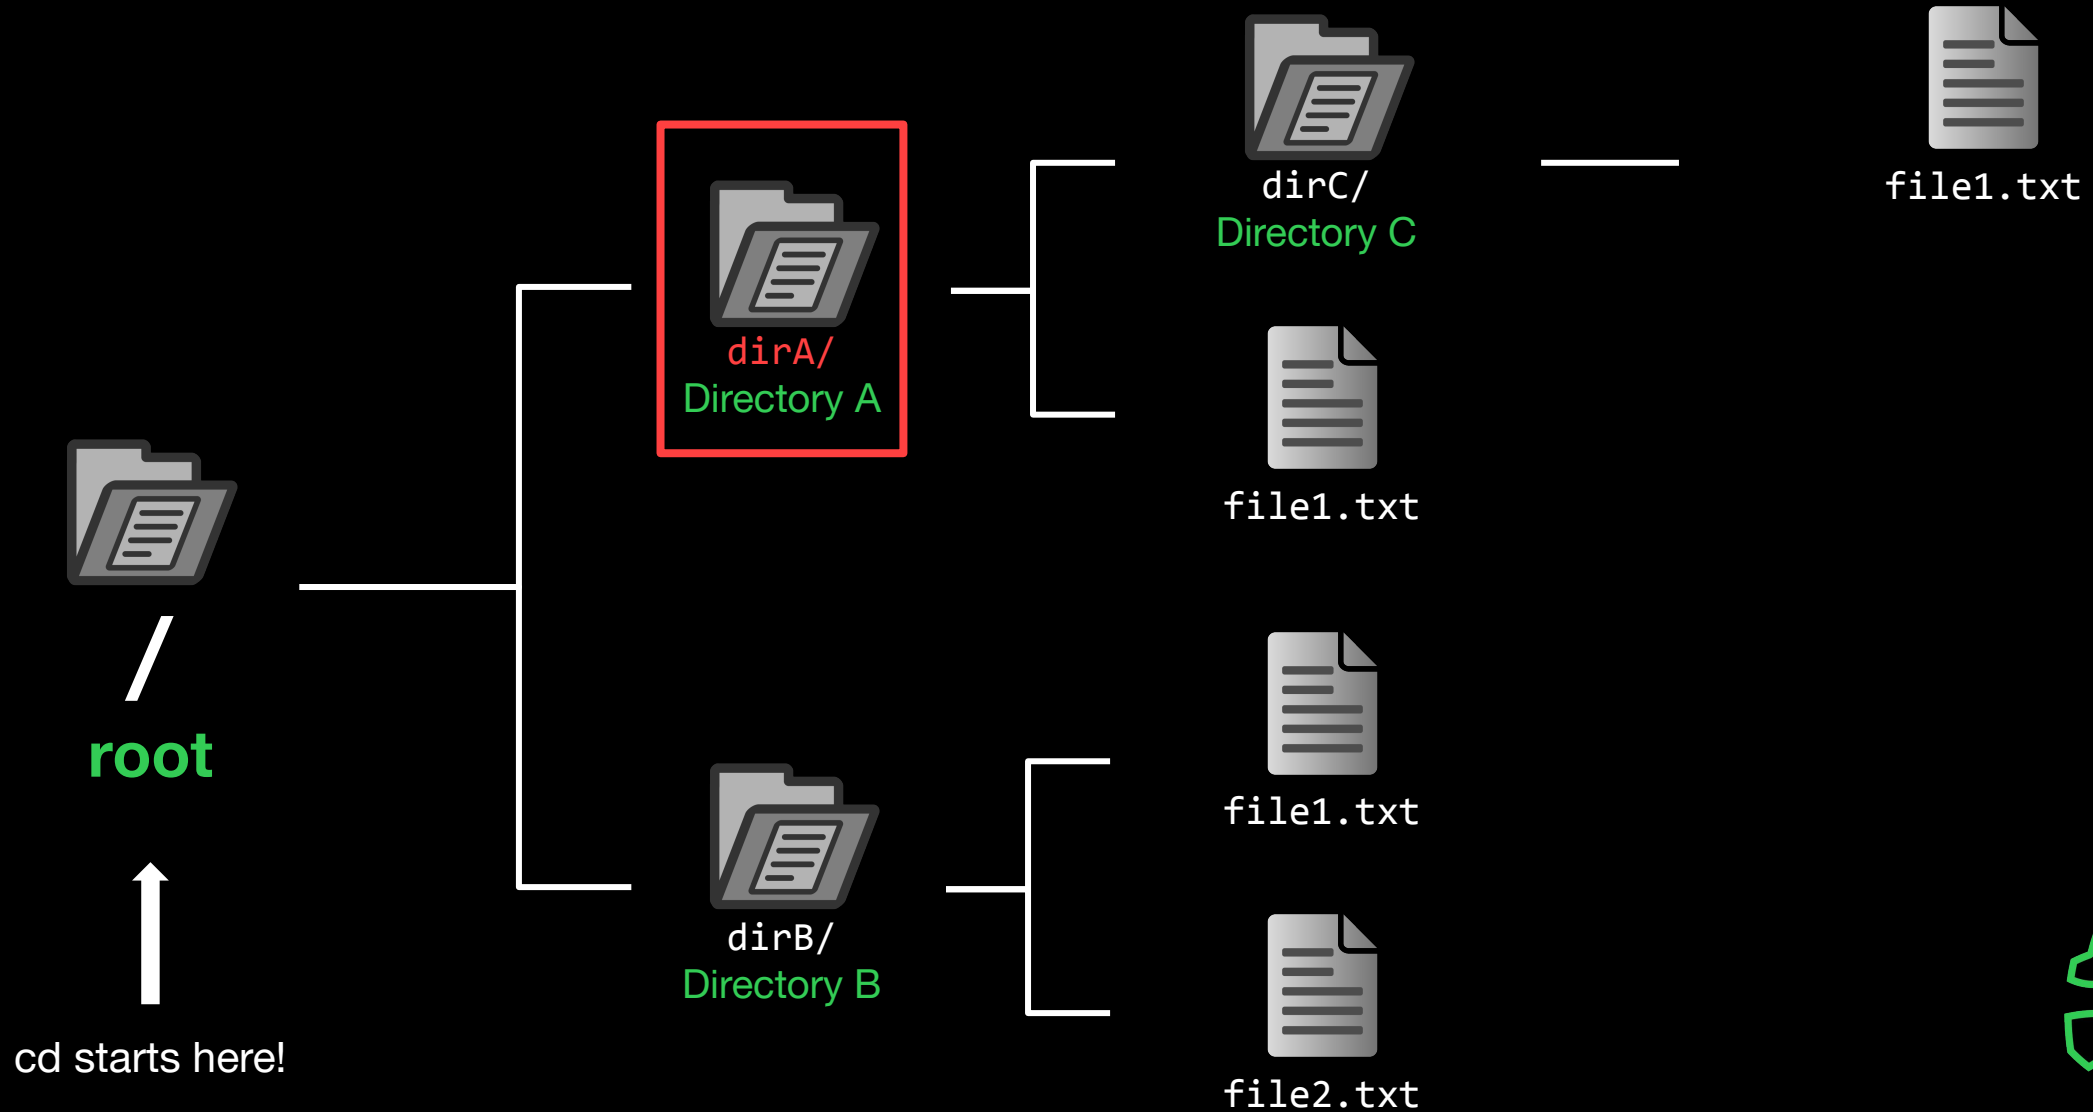 dirC/
Directory C
file1.txt
dirA/
Directory A
file1.txt
/
root
file1.txt
dirB/
Directory B
cd starts here!
file2.txt